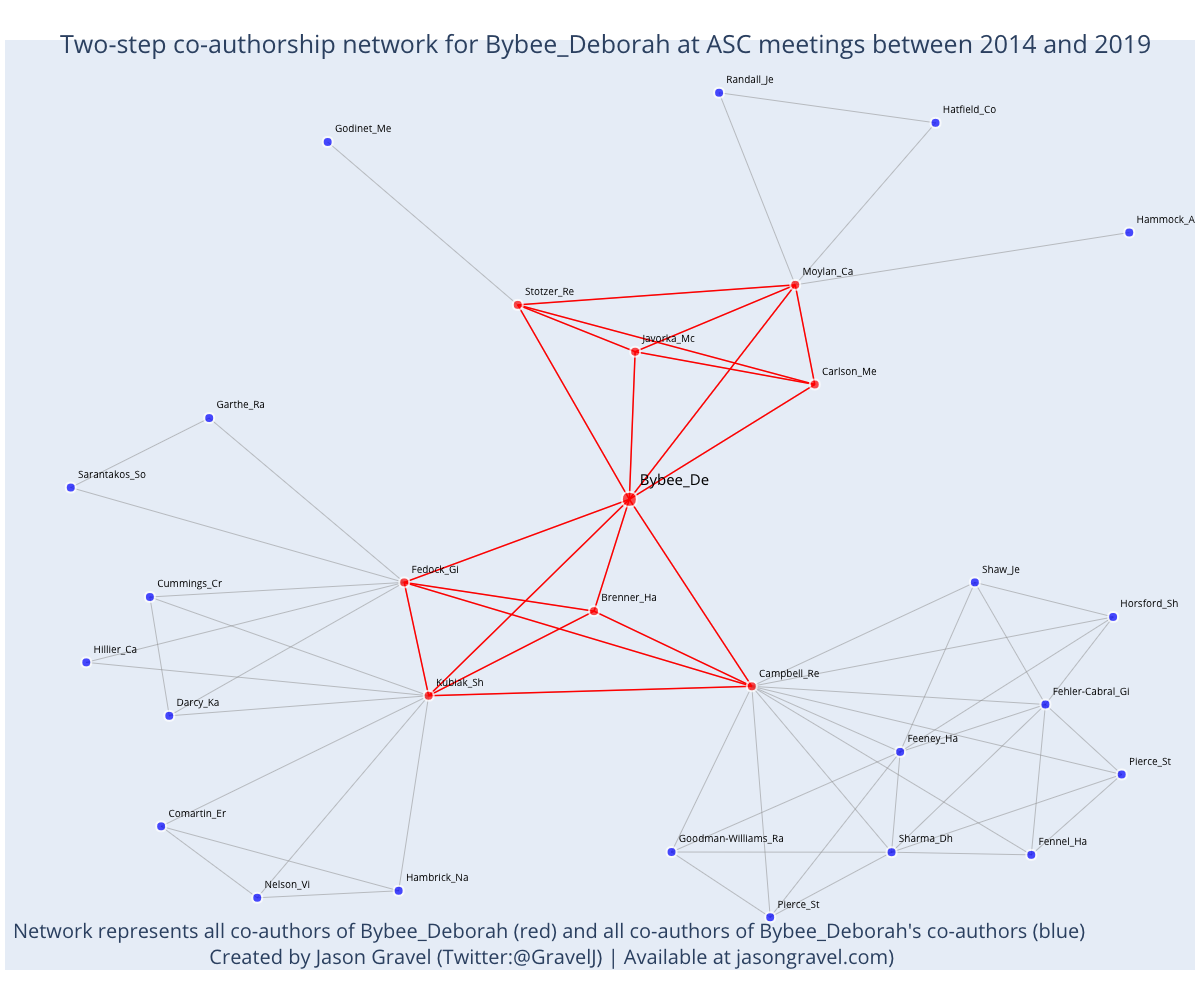 Two-step co-authorship network for Bybee_Deborah at ASC meetings between 2014 and 2019
Randall_Je
Hatfield_Co
Godinet_Me
Hammock_A
Moylan_Ca
Stotzer_Re
Javorka_Mc
Carlson_Me
Garthe_Ra
Sarantakos_So
Bybee_De
Fedock_Gi
Shaw_Je
Cummings_Cr
Brenner_Ha
Horsford_Sh
Hillier_Ca
Campbell_Re
Kubiak_Sh
Fehler-Cabral_Gi
Darcy_Ka
Feeney_Ha
Pierce_St
Comartin_Er
Goodman-Williams_Ra
Sharma_Dh
Fennel_Ha
Hambrick_Na
Nelson_Vi
Pierce_St
Network represents all co-authors of Bybee_Deborah (red) and all co-authors of Bybee_Deborah's co-authors (blue)
Created by Jason Gravel (Twitter:@GravelJ) | Available at jasongravel.com)